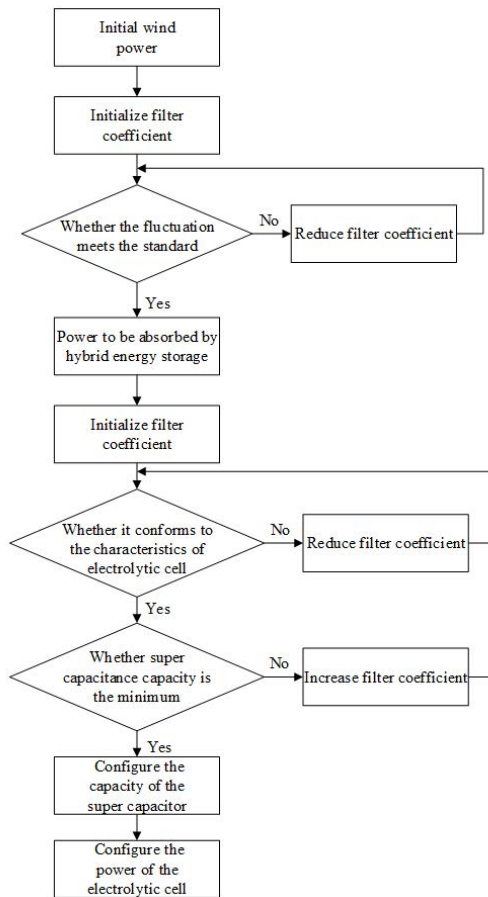 Initial wind
power
Initialize filter
coefficient
Whether the fluctuation
meets the standard
No
Reduce filter coefficient
Yes
Power to be absorbed by
hybrid energy storage
Initialize filter
coefficient
Whether it conforms to
the characteristics of
electrolytic cell
No
Reduce filter coefficient
Yes
Whether super
capacitance capacity is
the minimum
No
Increase filter coefficient
Yes
Configure the
capacity of the
super capacitor
Configure the
power of the
electrolytic cell